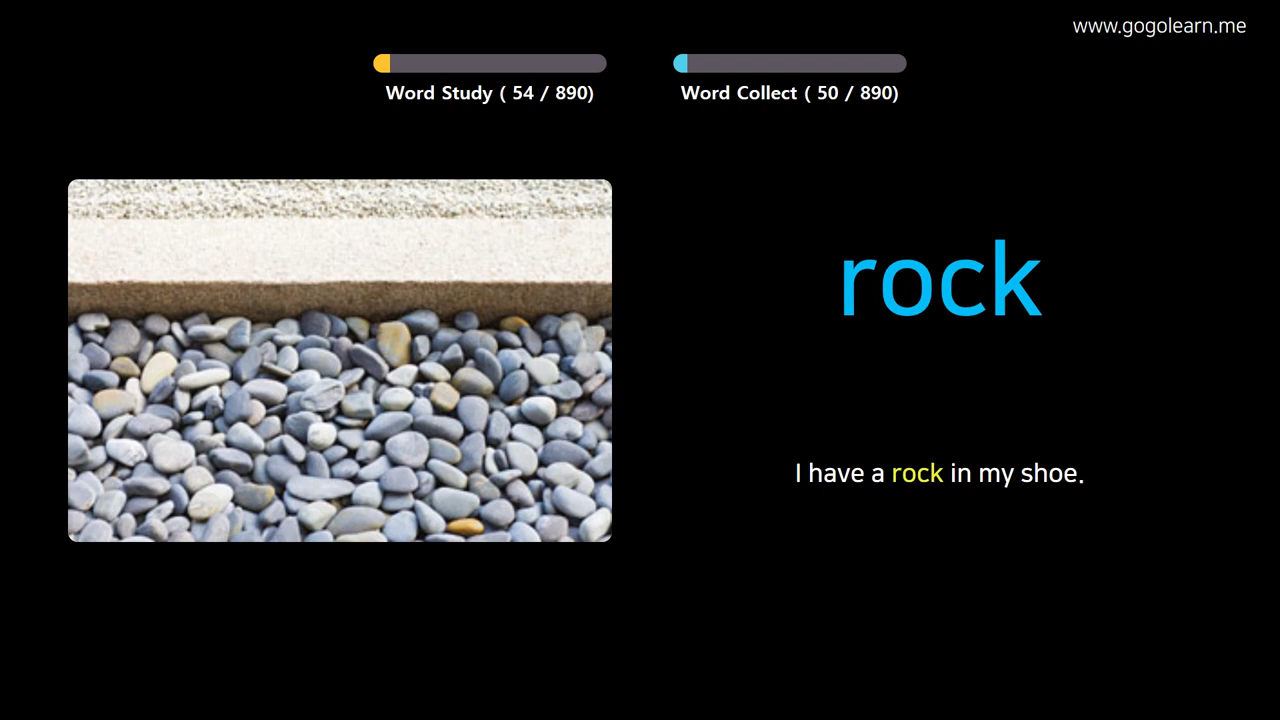 www.gogolearn.me
Word Study ( 54 / 890)
Word Collect ( 50 / 890)
rock
I have a rock in my shoe.